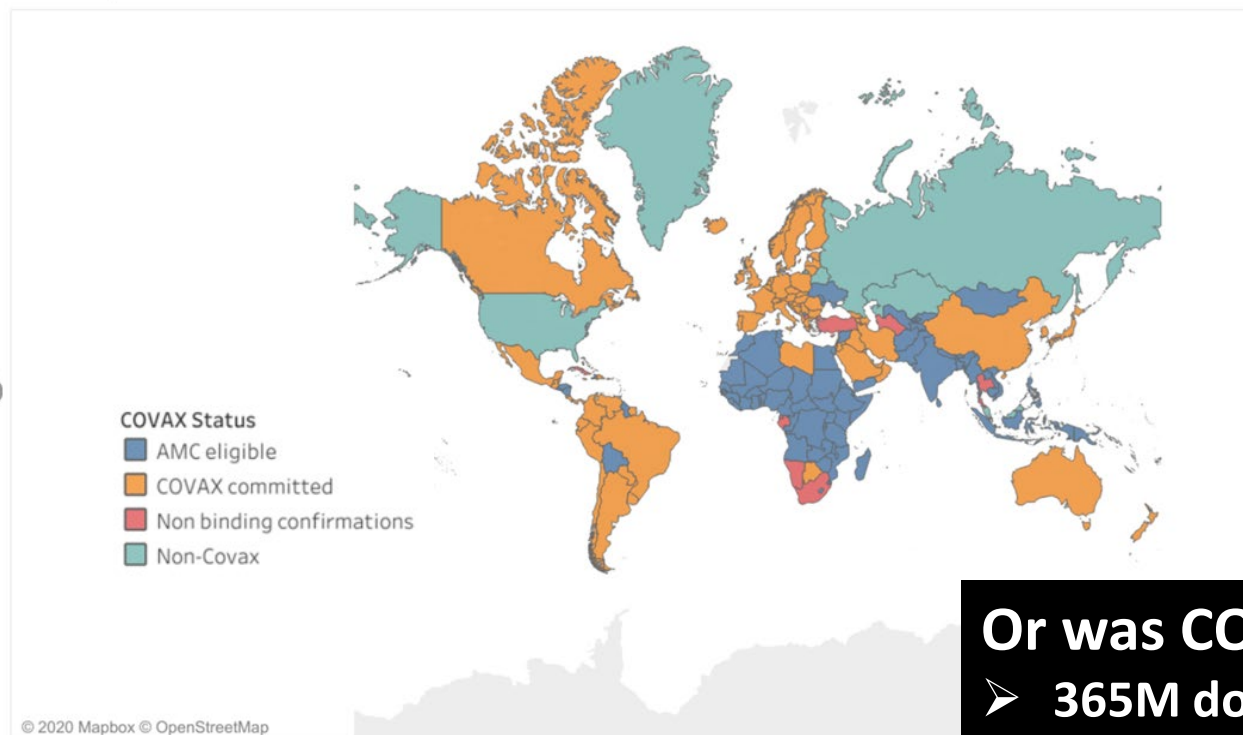 COVAX Status
AMC eligible
COVAX committed
Non binding confirmations
Non-Covax
Or was CO
➢ 365M do
© 2020 Mapbox © OpenStreetMap